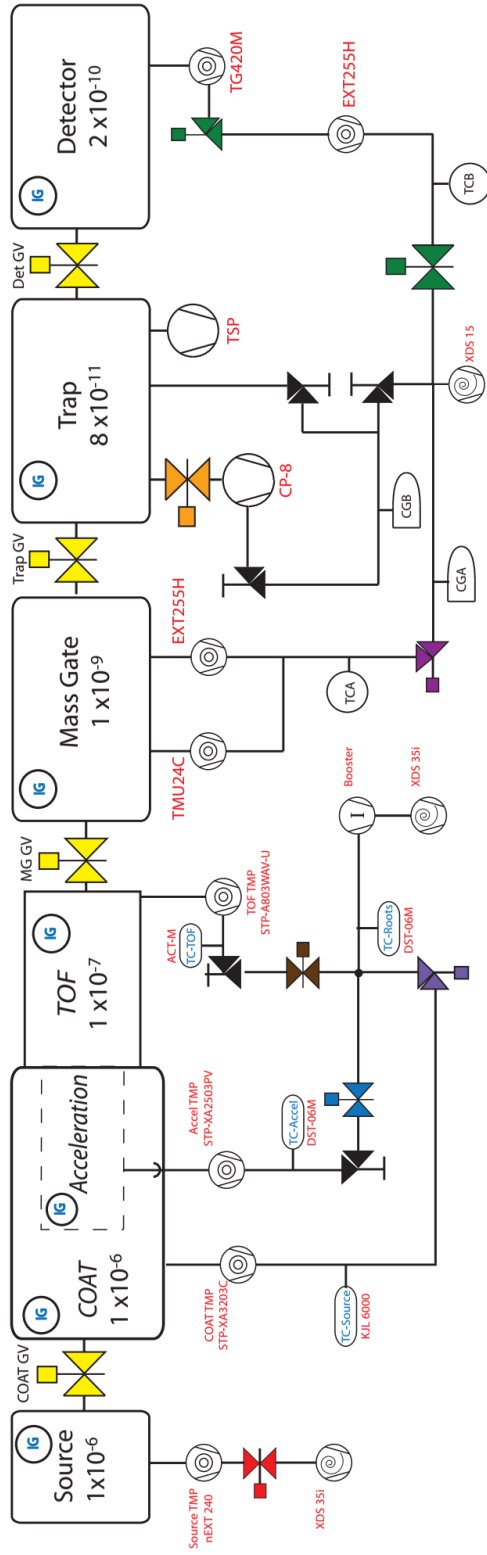 IG
Source
1x10-6
COAT GV
IG
COAT
1 x10-6
IG
Acceleration
IG
TOF
1 x10-7
MG GV
IG
Mass Gate
1 x10-9
Trap GV
IG
Trap
8 x10-11
Det GV
IG
Detector
2 x10-10
Source TMP
nEXT 240
XDS 35i
COAT TMP
STP-XA3203C
TC-Source
KJL 6000
Accel TMP
STP-XA2503PV
TC-Accel
DST-06M
ACT-M
TC-TOF
TOF TMP
STP-A803WAV-U
TC-Roots
DST-06M
Booster
I
XDS 35i
TMU24C
EXT255H
TCA
CP-8
TSP
CGB
CGA
XDS 15
TG420M
EXT255H
TCB